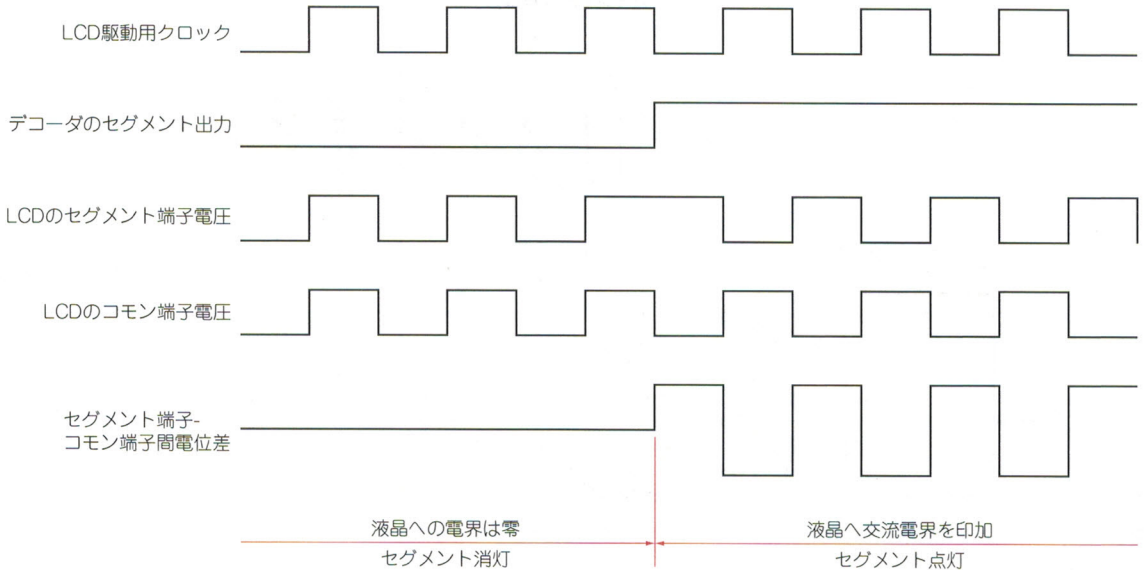 LCD駆動用クロック
デコーダのセグメント出力
LCDのセグメント端子電圧
LCDのコモン端子電圧
セグメント端子-
コモン端子間電位差
液晶への電界は零
液晶へ交流電界を印加
セグメント消灯
セグメント点灯